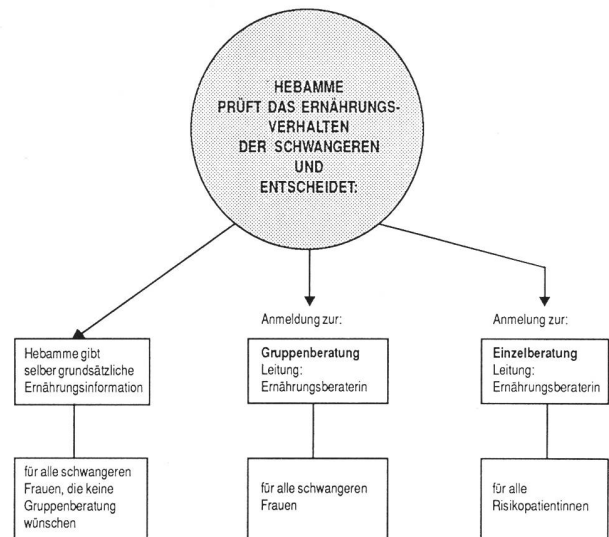 HEBAMME
PRÜFT DAS ERNÄHRUNGS-
VERHALTEN
DER SCHWANGEREN
UND
ENTSCHEIDET:
Hebamme gibt
selber grundsätzliche
Ernährungsinformation
für alle schwangeren
Frauen, die keine
Gruppenberatung
wünschen
Anmeldung zur:
Gruppenberatung
Leitung:
Ernährungsberaterin
für alle schwangeren
Frauen
Anmelung zur:
Einzelberatung
Leitung:
Ernährungsberaterin
für alle
Risikopatientinnen